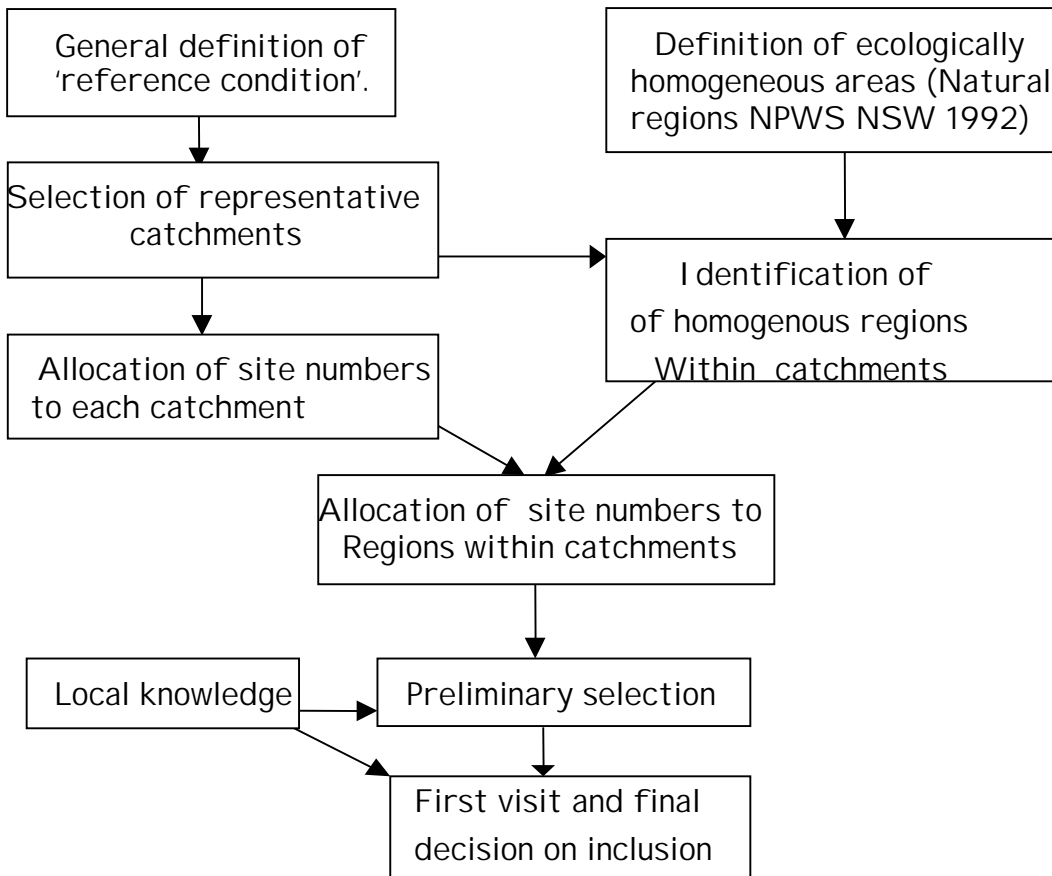 General definition of
'reference condition'.
Definition of ecologically
homogeneous areas (Natural
regions NPWS NSW 1992)
Selection of representative
catchments
Identification of
of homogenous regions
Within catchments
Allocation of site numbers
to each catchment
Allocation of site numbers to
Regions within catchments
Local knowledge
Preliminary selection
First visit and final
decision on inclusion